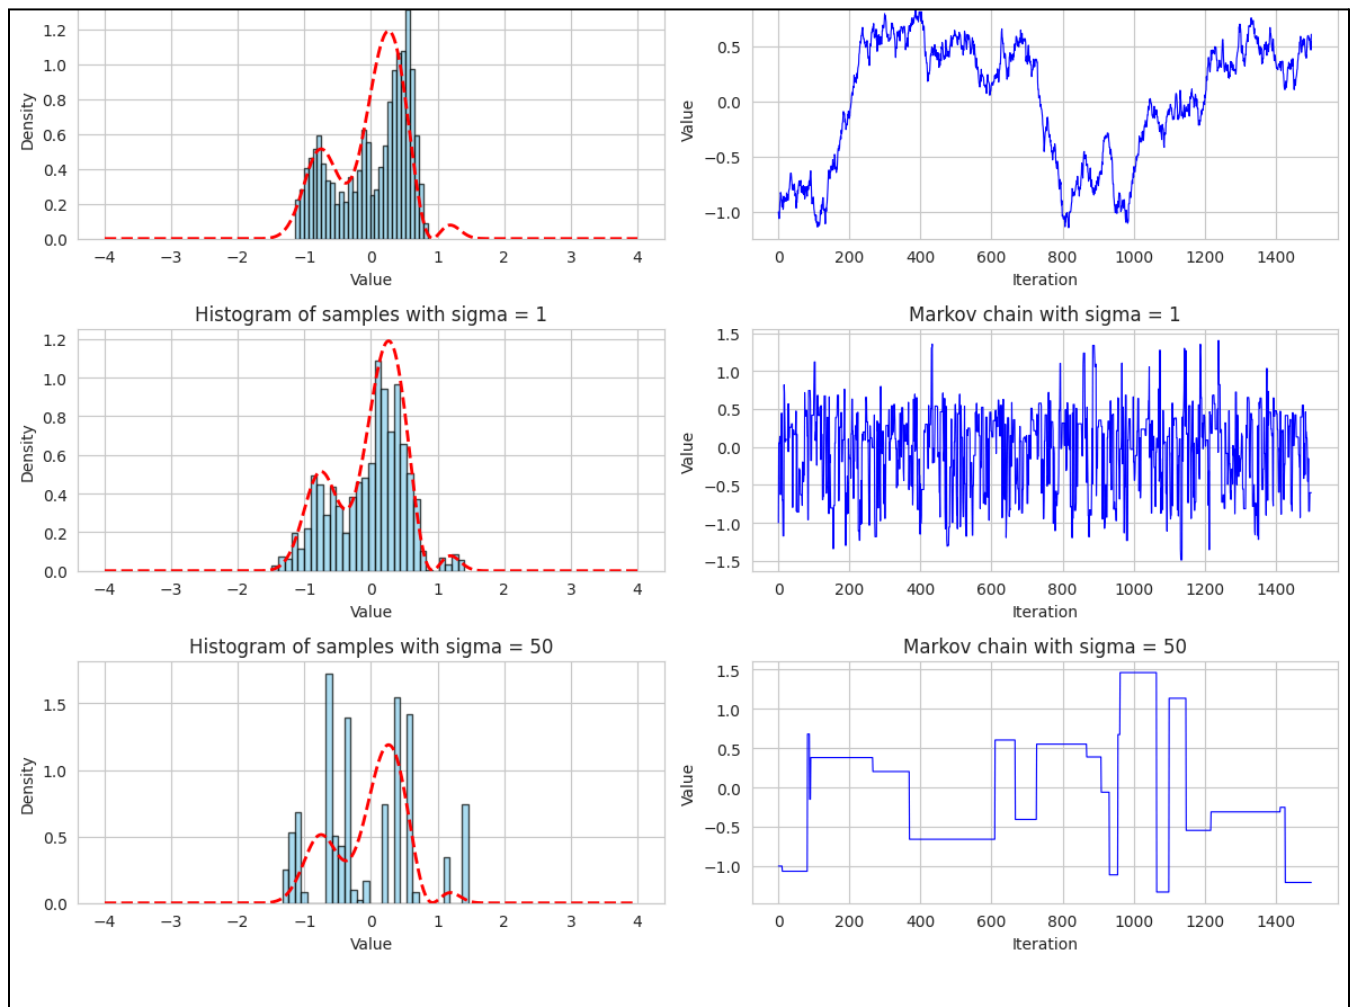 1.2
1.0
0.8
0.6
0.4
0.2
0.0
Density
−4 −3 −2 −1 0 1 2 3 4
Value
0.5
0.0
−0.5
−1.0
Value
0 200 400 600 800 1000 1200 1400
Iteration
Histogram of samples with sigma = 1
1.2
1.0
0.8
0.6
0.4
0.2
0.0
Density
−4 −3 −2 −1 0 1 2 3 4
Value
Markov chain with sigma = 1
1.5
1.0
0.5
0.0
−0.5
−1.0
−1.5
Value
0 200 400 600 800 1000 1200 1400
Iteration
Histogram of samples with sigma = 50
1.5
1.0
0.5
0.0
Density
−4 −3 −2 −1 0 1 2 3 4
Value
Markov chain with sigma = 50
1.5
1.0
0.5
0.0
−0.5
−1.0
Value
0 200 400 600 800 1000 1200 1400
Iteration